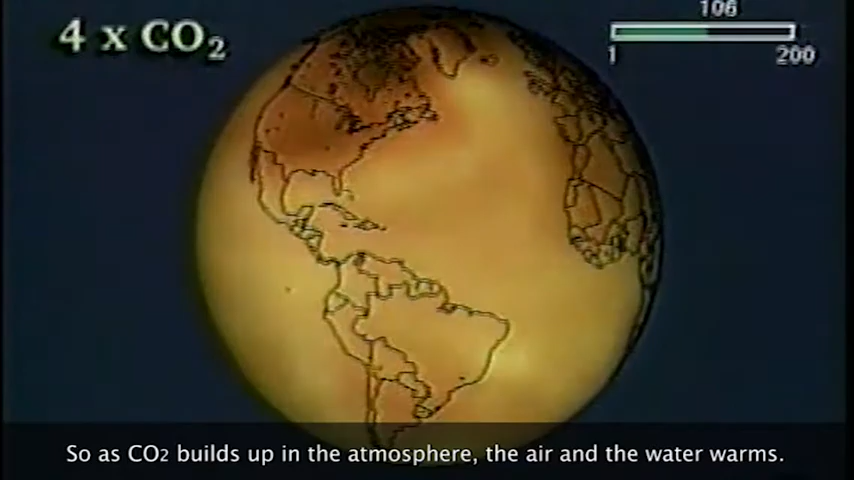 4 x CO₂
106
1 200
So as CO2 builds up in the atmosphere, the air and the water warms.